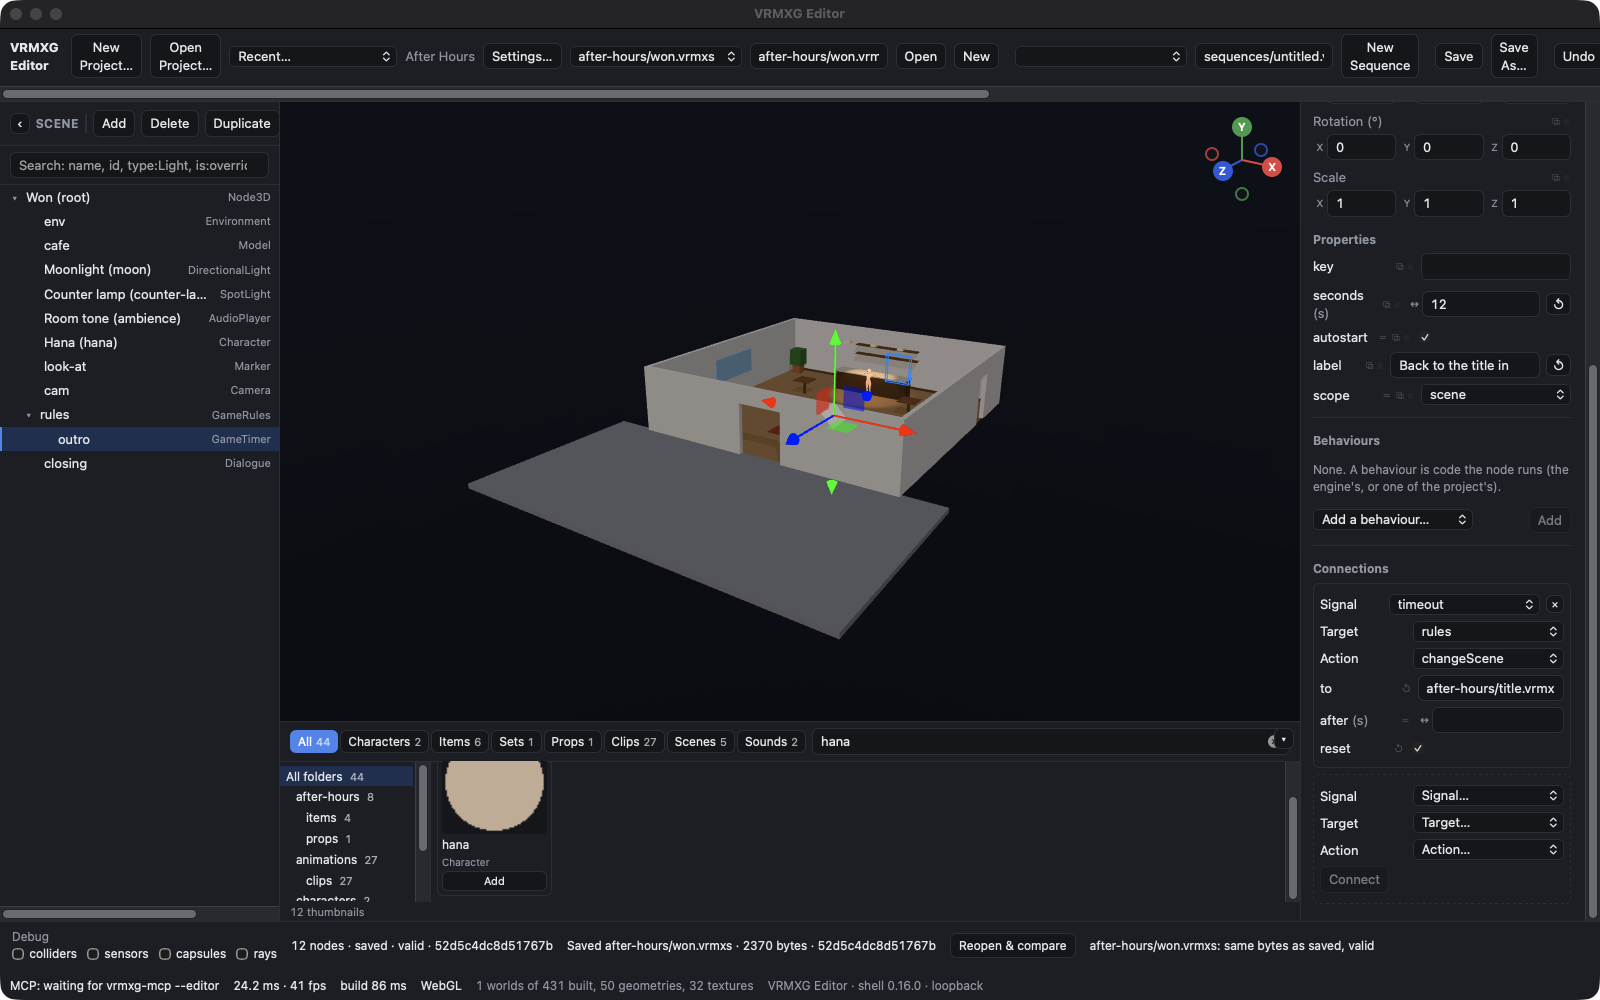 VRMXG Editor
VRMXG Editor
New Project...
Open Project...
Recent...
After Hours
Settings...
after-hours/won.vrmxs
after-hours/won.vrm
Open
New
sequences/untitled.
New Sequence
Save
Save As...
Undo
SCENE
Add
Delete
Duplicate
Search: name, id, type:Light, is:overri
Won (root) Node3D
env Environment
cafe Model
Moonlight (moon) DirectionalLight
Counter lamp (counter-la... SpotLight
Room tone (ambience) AudioPlayer
Hana (hana) Character
look-at Marker
cam Camera
rules GameRules
outro GameTimer
closing Dialogue
Y
X
Z
Rotation (°)
X 0 Y 0 Z 0
Scale
X 1 Y 1 Z 1
Properties
key
seconds (s) 12
autostart
label Back to the title in
scope scene
Behaviours
None. A behaviour is code the node runs (the engine's, or one of the project's).
Add a behaviour... Add
Connections
Signal timeout ×
Target rules
Action changeScene
to after-hours/title.vrmx
after (s)
reset
Signal Signal...
Target Target...
Action Action...
Connect
All 44
Characters 2
Items 6
Sets 1
Props 1
Clips 27
Scenes 5
Sounds 2
hana
All folders 44
after-hours 8
items 4
props 1
animations 27
clips 27
characters 2
12 thumbnails
hana
Character
Add
Debug
colliders
sensors
capsules
rays
12 nodes · saved · valid · 52d5c4dc8d51767b
Saved after-hours/won.vrmxs · 2370 bytes · 52d5c4dc8d51767b
Reopen & compare
after-hours/won.vrmxs: same bytes as saved, valid
MCP: waiting for vrmxg-mcp --editor
24.2 ms · 41 fps
build 86 ms
WebGL
1 worlds of 431 built, 50 geometries, 32 textures
VRMXG Editor · shell 0.16.0 · loopback